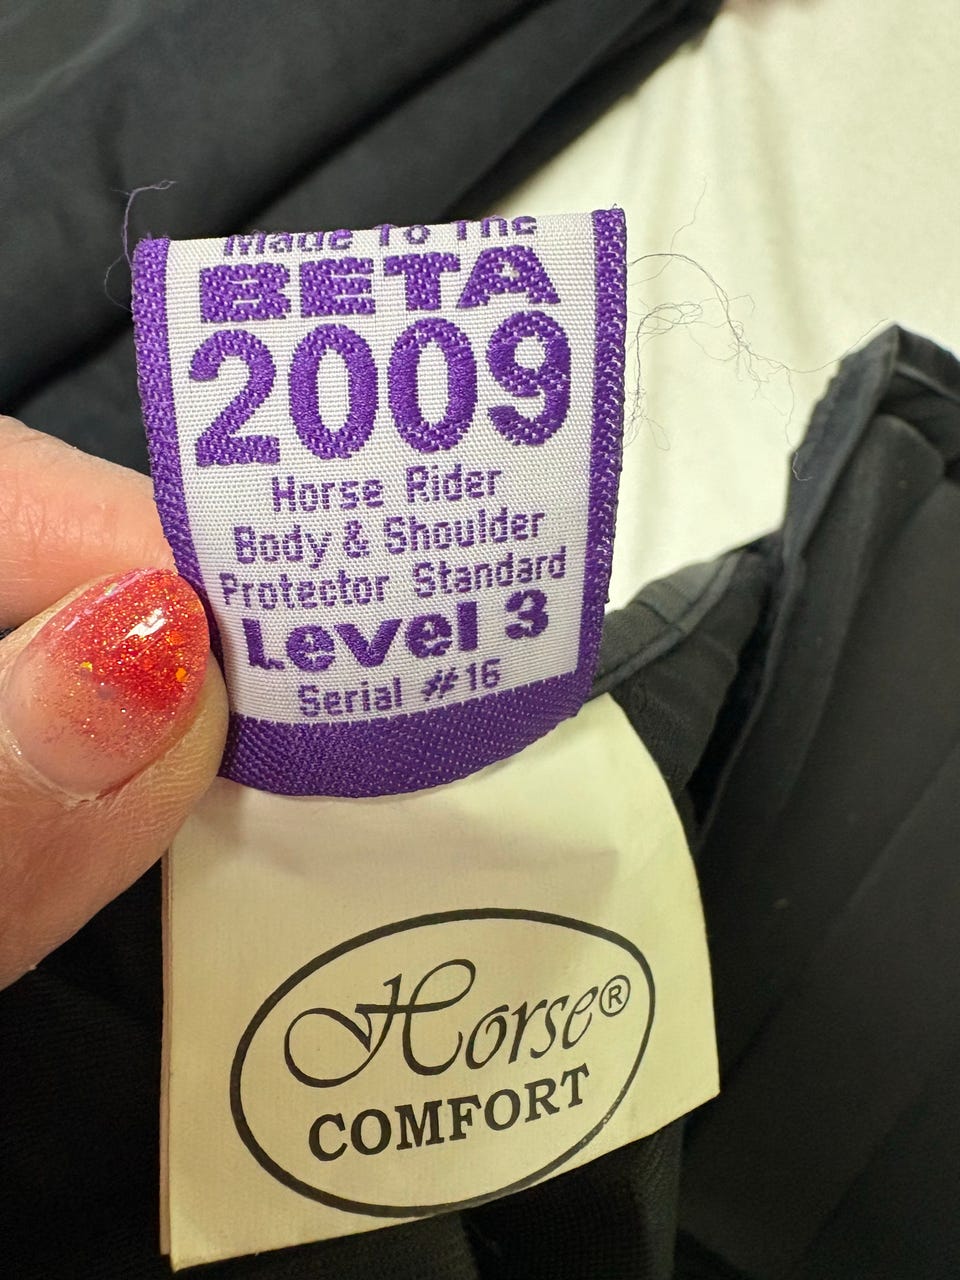 Made To The
BETA
2009
Horse Rider
Body & Shoulder
Protector Standard
Level 3
Serial #16
Horse®
COMFORT